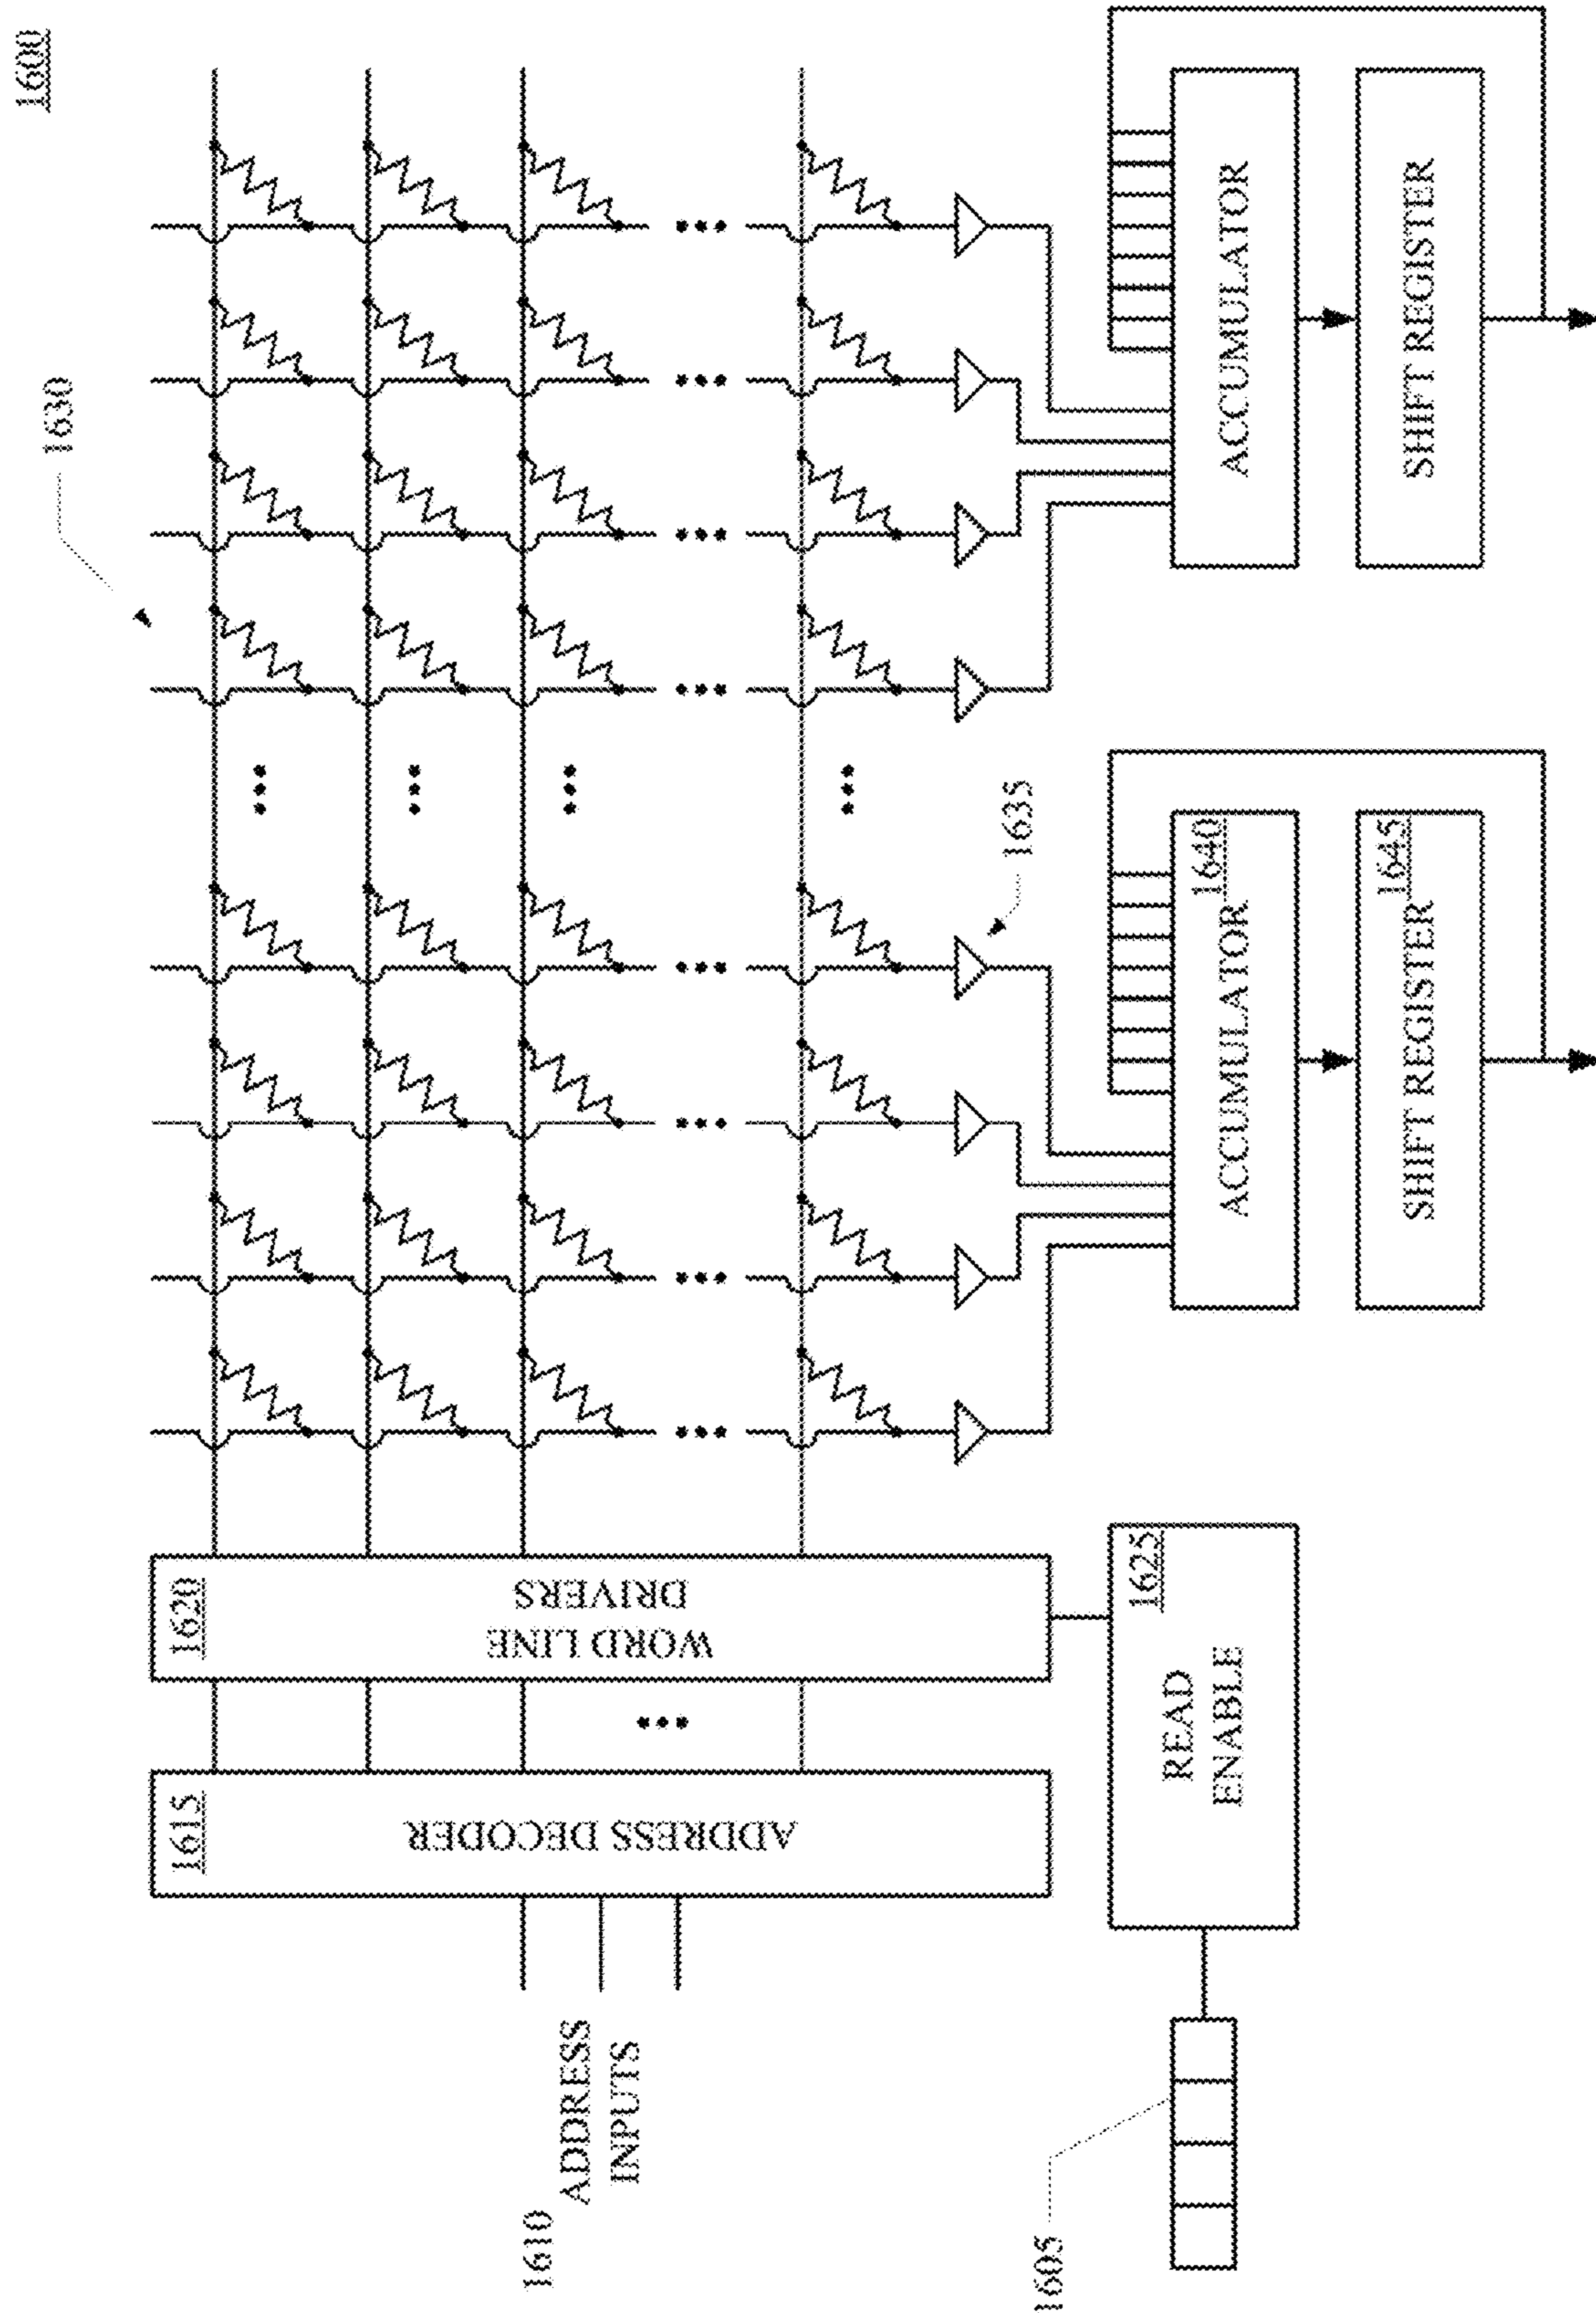 1600
1630
1620
WORD LINE
DRIVERS
1615
ADDRESS DECODER
1610
ADDRESS
INPUTS
1605
1625
READ
ENABLE
1635
1640
ACCUMULATOR
1645
SHIFT REGISTER
ACCUMULATOR
SHIFT REGISTER